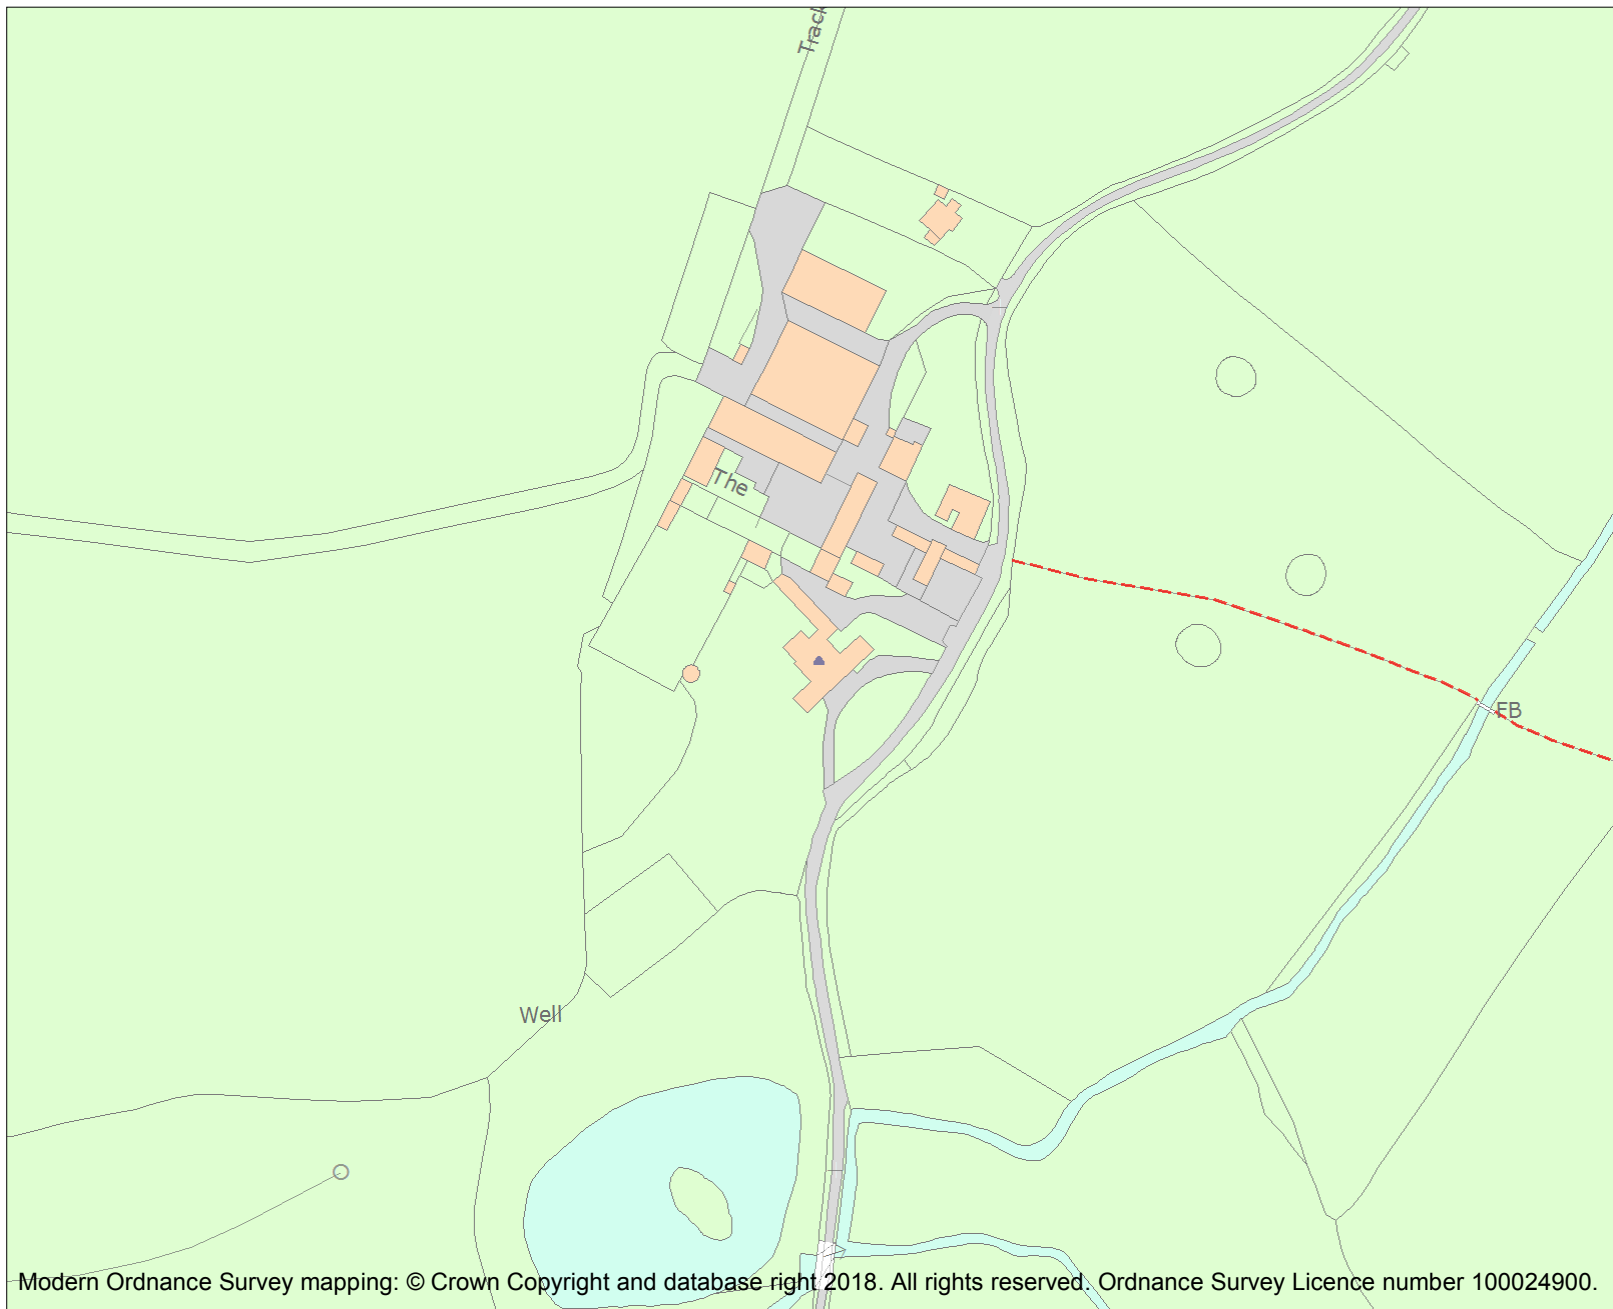 Track
The
FB
Well
Modern Ordnance Survey mapping: © Crown Copyright and database right 2018. All rights reserved. Ordnance Survey Licence number 100024900.